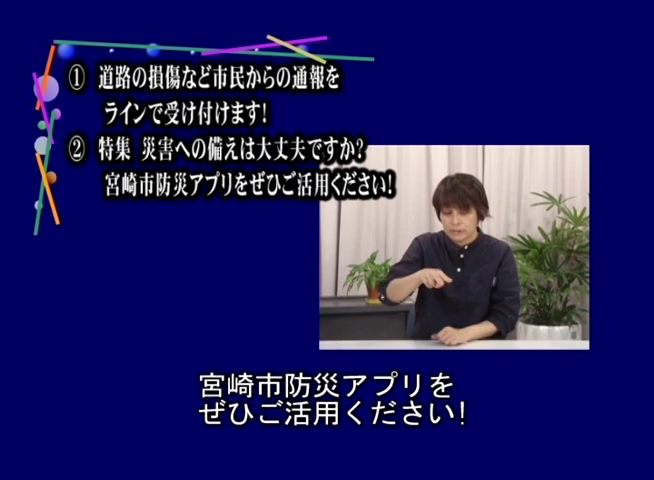 ① 道路の損傷など市民からの通報を
ラインで受け付けます!
② 特集 災害への備えは大丈夫ですか?
宮崎市防災アプリをぜひご活用ください!
宮崎市防災アプリを
ぜひご活用ください!